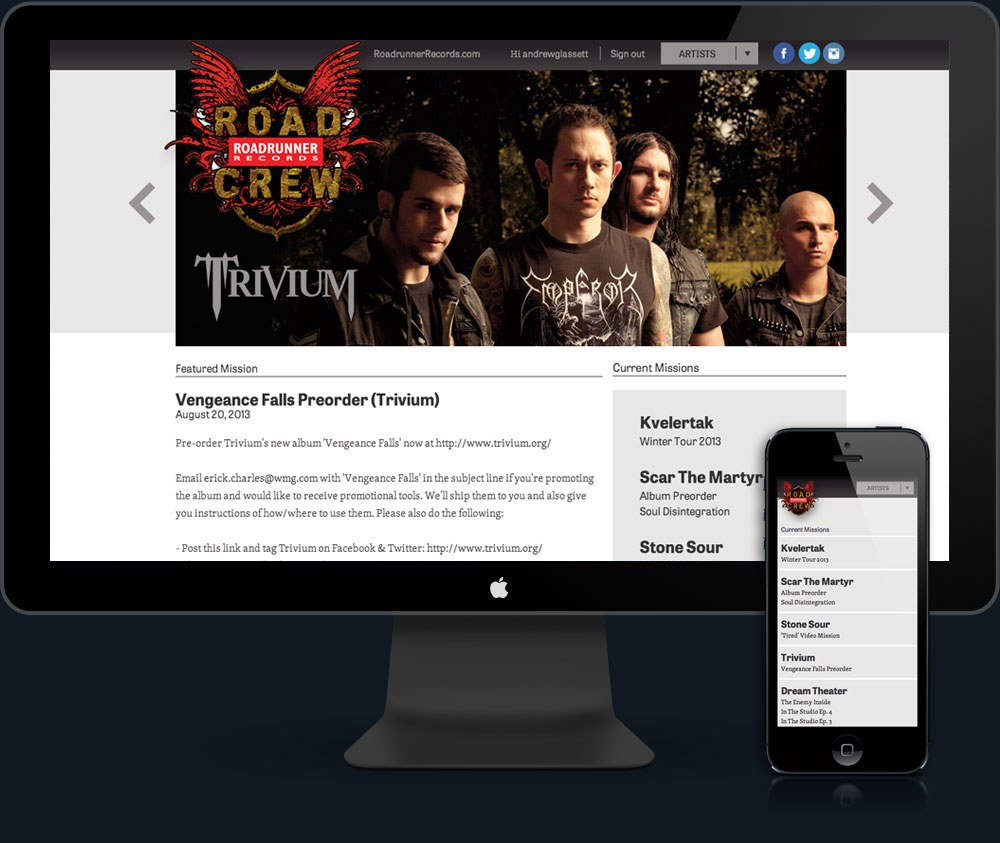 RoadrunnerRecords.com
Hi andrewglassett
Sign out
ARTISTS
ROAD
ROADRUNNER
RECORDS
CREW
TRIVIUM
EMPEROR
Featured Mission
Vengeance Falls Preorder (Trivium)
August 20, 2013
Pre-order Trivium's new album 'Vengeance Falls' now at http://www.trivium.org/
Email erick.charles@wmg.com with 'Vengeance Falls' in the subject line if you're promoting
the album and would like to receive promotional tools. We'll ship them to you and also give
you instructions of how/where to use them. Please also do the following:
- Post this link and tag Trivium on Facebook & Twitter: http://www.trivium.org/
Current Missions
Kvelertak
Winter Tour 2013
Scar The Martyr
Album Preorder
Soul Disintegration
Stone Sour
ROAD
CREW
ARTISTS
Current Missions
Kvelertak
Winter Tour 2013
Scar The Martyr
Album Preorder
Soul Disintegration
Stone Sour
'Tired' Video Mission
Trivium
Vengeance Falls Preorder
Dream Theater
The Enemy Inside
In The Studio Ep. 4
In The Studio Ep. 3